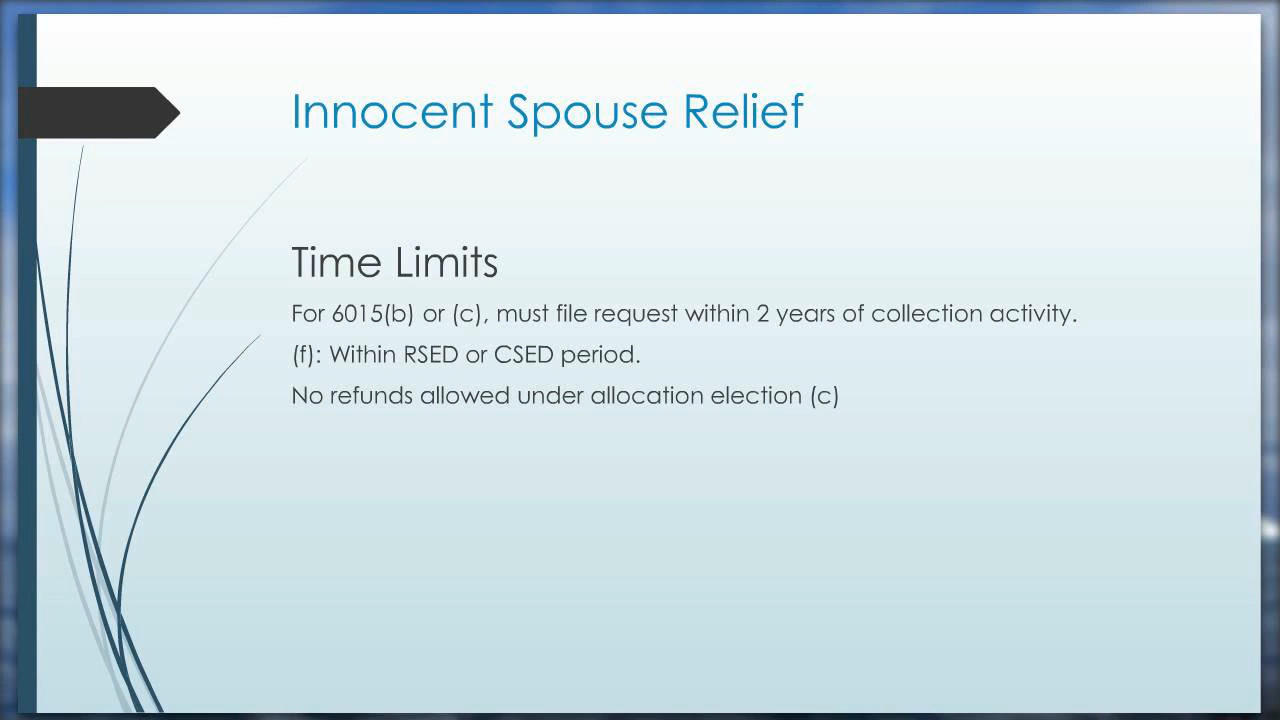 Innocent Spouse Relief
Time Limits
For 6015(b) or (c), must file request within 2 years of collection activity.
(f): Within RSED or CSED period.
No refunds allowed under allocation election (c)